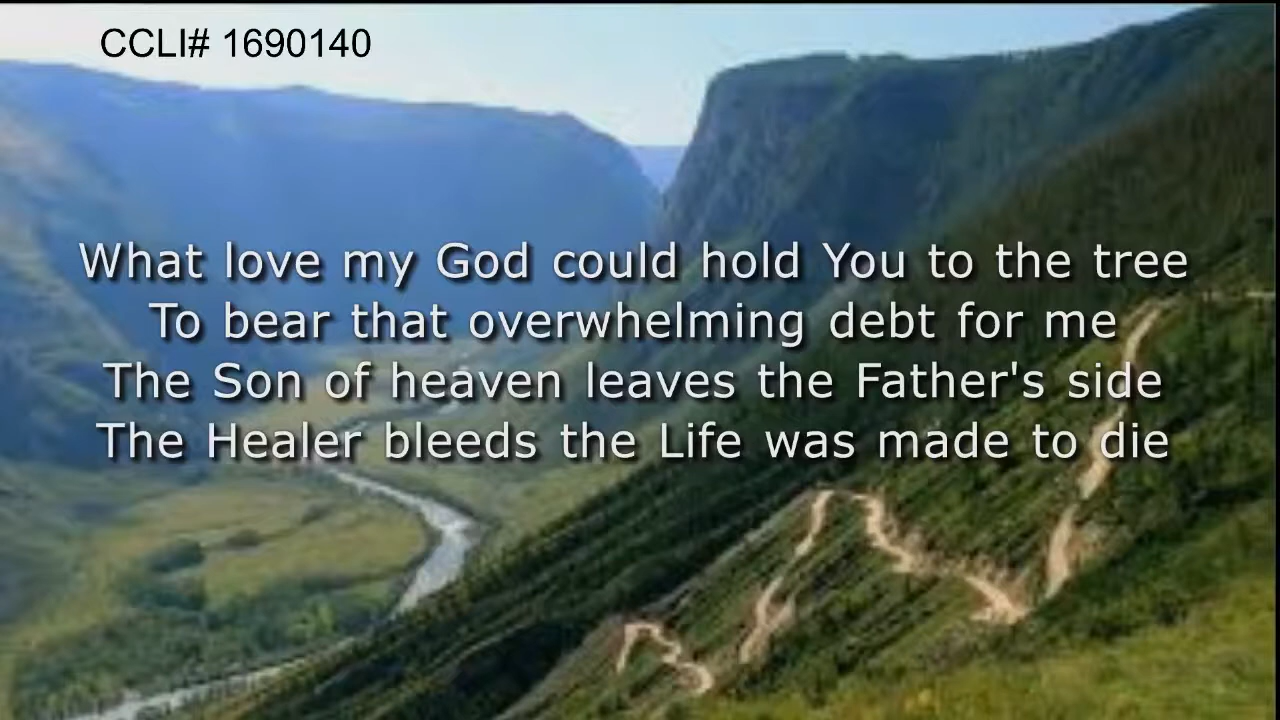 CCLI# 1690140
What love my God could hold You to the tree
To bear that overwhelming debt for me
The Son of heaven leaves the Father's side
The Healer bleeds the Life was made to die